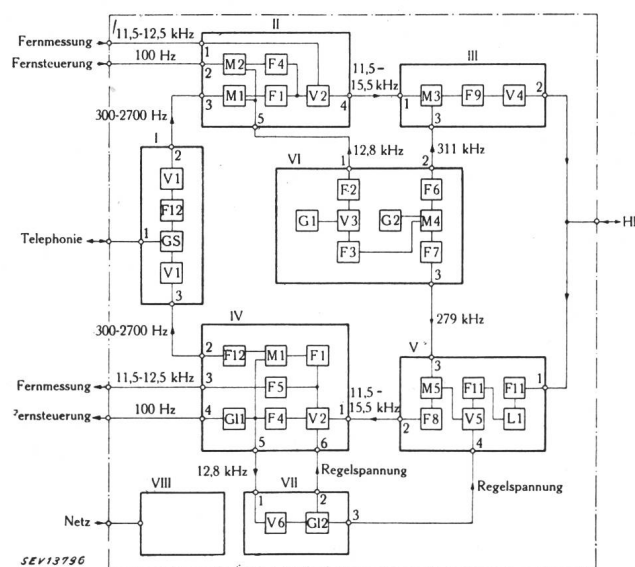 II
III
Fernmessung
11,5-12,5 kHz
Fernsteuerung
100 Hz
1
2
3
M2
F4
M1
F1
V2
4
5
11,5–
15,5 kHz
1
M3
F9
V4
2
3
300-2700 Hz
12,8 kHz
311 kHz
I
2
V1
F12
GS
V1
1
3
Telephonie
VI
1
2
F2
F6
G1
V3
G2
M4
F3
F7
3
279 kHz
300-2700 Hz
IV
2
F12
M1
F1
Fernmessung
11,5-12,5 kHz
3
F5
ernsteuerung
100 Hz
4
Gl1
F4
V2
1
5
6
11,5–
15,5 kHz
V
3
M5
F11
F11
1
2
F8
V5
L1
4
12,8 kHz
Regelspannung
Regelspannung
VIII
VII
1
2
V6
Gl2
3
Netz
SEV13796